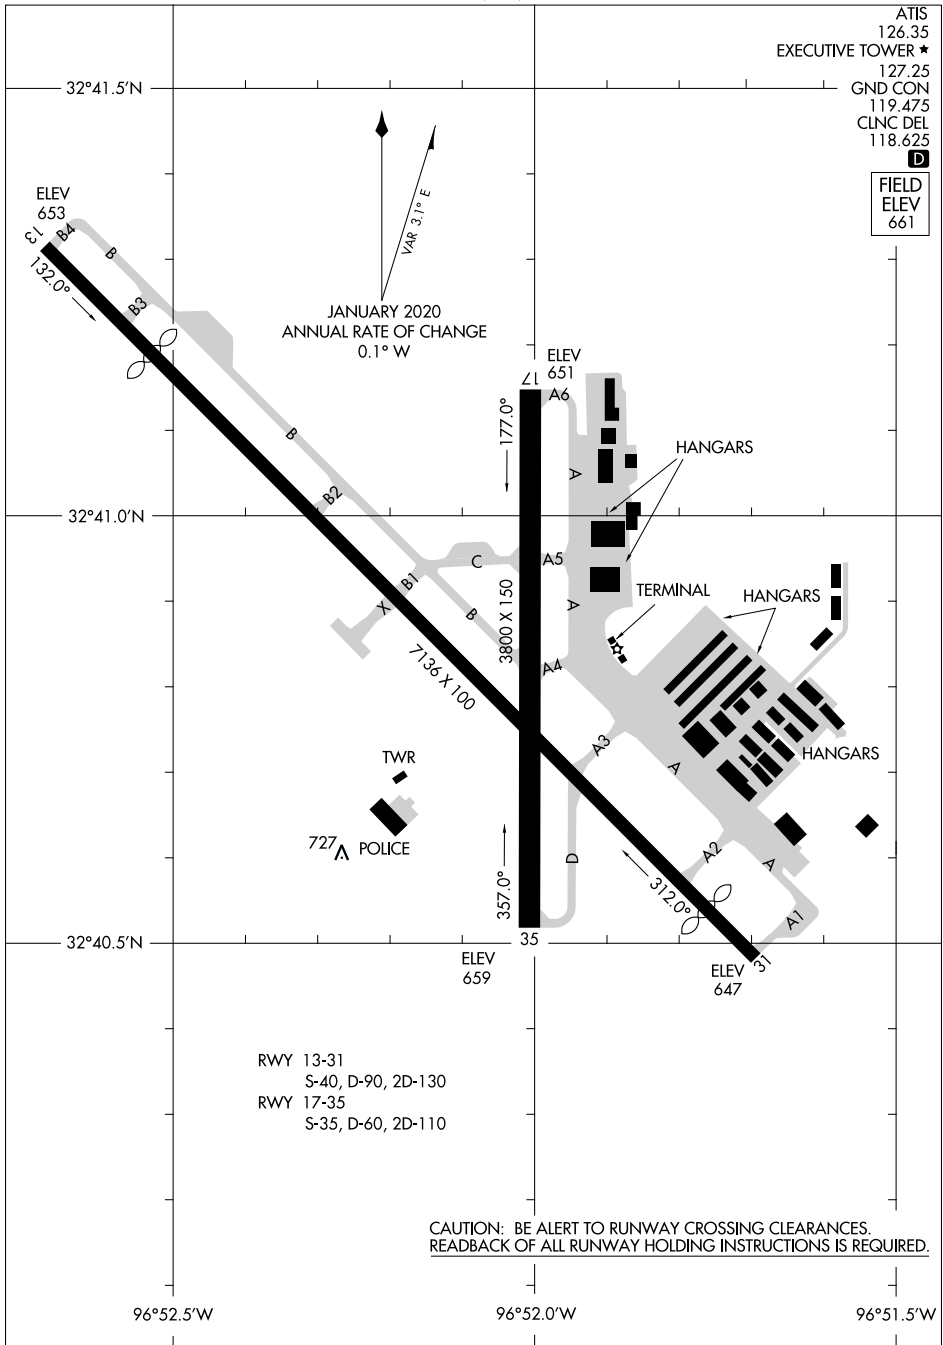 ATIS
126.35
EXECUTIVE TOWER ★
127.25
GND CON
119.475
CLNC DEL
118.625
D
FIELD
ELEV
661
32°41.5'N
VAR 3.1° E
JANUARY 2020
ANNUAL RATE OF CHANGE
0.1° W
ELEV
653
13
B4
B
132.0°
B3
B
B2
ELEV
651
17
A6
177.0°
A
HANGARS
32°41.0'N
C
A5
B1
X
B
A
3800 X 150
TERMINAL
HANGARS
7136 X 100
A4
A3
A
HANGARS
TWR
727
POLICE
D
357.0°
312.0°
A2
A
A1
32°40.5'N
35
ELEV
659
31
ELEV
647
RWY 13-31
S-40, D-90, 2D-130
RWY 17-35
S-35, D-60, 2D-110
CAUTION: BE ALERT TO RUNWAY CROSSING CLEARANCES.
READBACK OF ALL RUNWAY HOLDING INSTRUCTIONS IS REQUIRED.
96°52.5'W
96°52.0'W
96°51.5'W